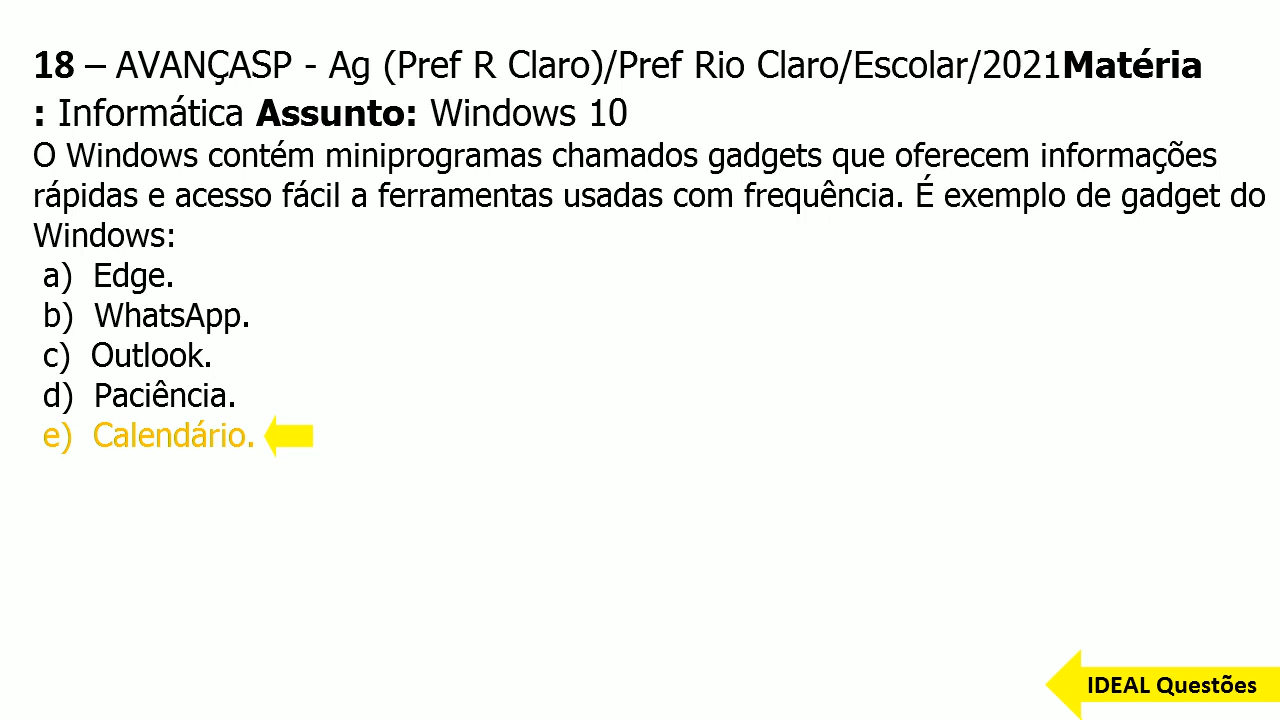 18 – AVANÇASP - Ag (Pref R Claro)/Pref Rio Claro/Escolar/2021Matéria
: Informática Assunto: Windows 10
O Windows contém miniprogramas chamados gadgets que oferecem informações
rápidas e acesso fácil a ferramentas usadas com frequência. É exemplo de gadget do
Windows:
a) Edge.
b) WhatsApp.
c) Outlook.
d) Paciência.
e) Calendário.
IDEAL Questões